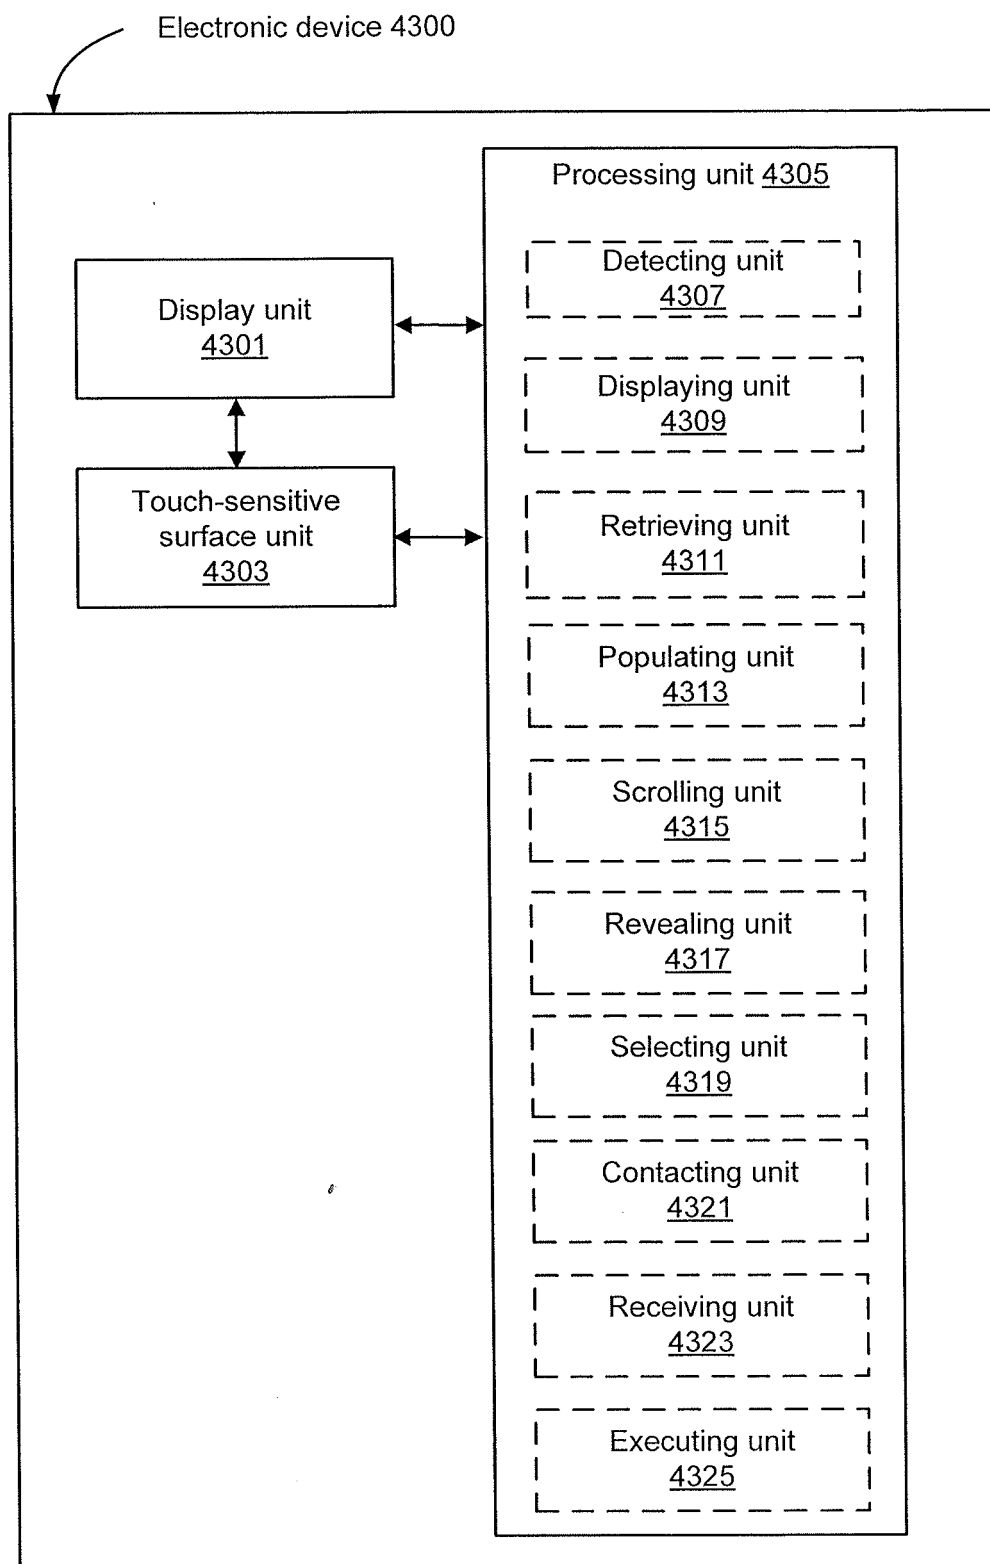 Electronic device 4300
Processing unit 4305
Display unit
4301
Touch-sensitive
surface unit
4303
Detecting unit
4307
Displaying unit
4309
Retrieving unit
4311
Populating unit
4313
Scrolling unit
4315
Revealing unit
4317
Selecting unit
4319
Contacting unit
4321
Receiving unit
4323
Executing unit
4325